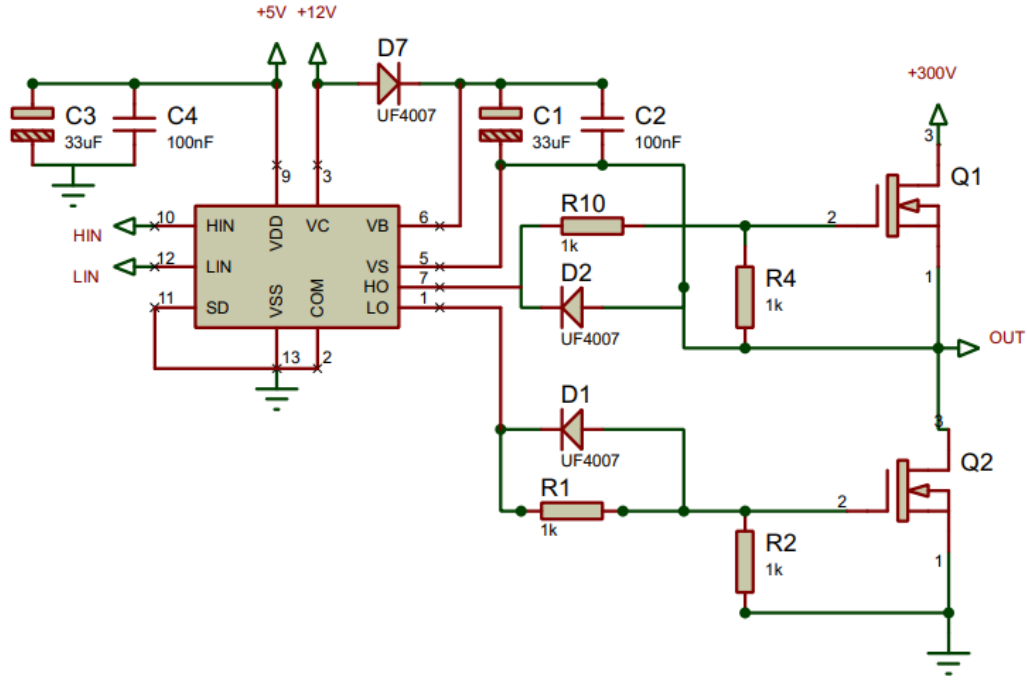 +5V +12V
D7
UF4007
+300V
C3
33uF
C4
100nF
C1
33uF
C2
100nF
3
9
3
Q1
10
HIN
HIN
VDD
VC
VB
6
R10
1k
2
12
LIN
LIN
VS
5
D2
UF4007
R4
1k
1
11
SD
VSS
COM
HO
7
LO
1
OUT
13
2
D1
UF4007
3
Q2
R1
1k
2
R2
1k
1